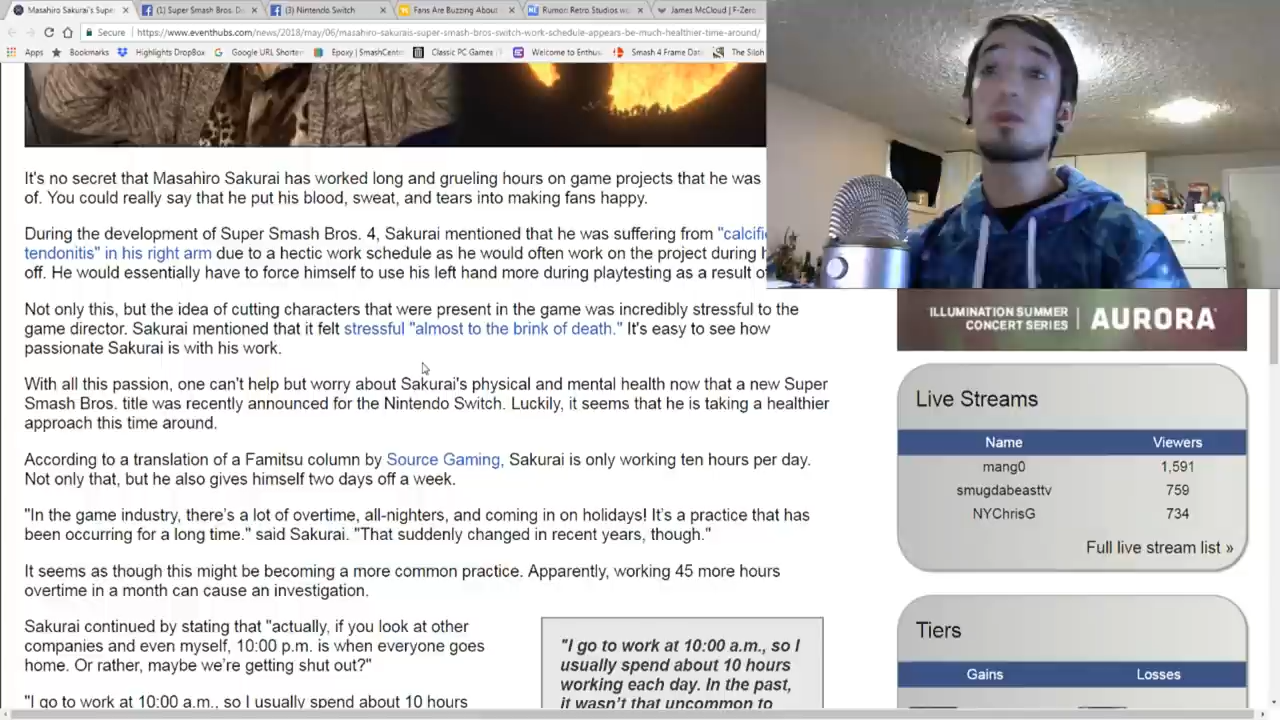 Masahiro Sakurai's Super
(1) Super Smash Bros. D
(3) Nintendo Switch
Fans Are Buzzing About
Rumor: Retro Studios wo
James McCloud | F-Zero
Secure
https://www.eventhubs.com/news/2018/may/06/masahiro-sakurais-super-smash-bros-switch-work-schedule-appears-be-much-healthier-time-around/
Apps
Bookmarks
Highlights DropBox
Google URL Shorten
Epoxy | SmashCent
Classic PC Games
Welcome to Enthus
Smash 4 Frame Dat
The Siloh
It's no secret that Masahiro Sakurai has worked long and grueling hours on game projects that he was
of. You could really say that he put his blood, sweat, and tears into making fans happy.
During the development of Super Smash Bros. 4, Sakurai mentioned that he was suffering from "calcific
tendonitis" in his right arm due to a hectic work schedule as he would often work on the project during h
off. He would essentially have to force himself to use his left hand more during playtesting as a result of
Not only this, but the idea of cutting characters that were present in the game was incredibly stressful to the
game director. Sakurai mentioned that it felt stressful "almost to the brink of death." It's easy to see how
passionate Sakurai is with his work.
With all this passion, one can't help but worry about Sakurai's physical and mental health now that a new Super
Smash Bros. title was recently announced for the Nintendo Switch. Luckily, it seems that he is taking a healthier
approach this time around.
According to a translation of a Famitsu column by Source Gaming, Sakurai is only working ten hours per day.
Not only that, but he also gives himself two days off a week.
"In the game industry, there's a lot of overtime, all-nighters, and coming in on holidays! It's a practice that has
been occurring for a long time." said Sakurai. "That suddenly changed in recent years, though."
It seems as though this might be becoming a more common practice. Apparently, working 45 more hours
overtime in a month can cause an investigation.
Sakurai continued by stating that "actually, if you look at other
companies and even myself, 10:00 p.m. is when everyone goes
home. Or rather, maybe we're getting shut out?"
"I go to work at 10:00 a.m., so I usually spend about 10 hours
"I go to work at 10:00 a.m., so I
usually spend about 10 hours
working each day. In the past,
it wasn't that uncommon to
ILLUMINATION SUMMER
CONCERT SERIES
AURORA
Live Streams
Name Viewers
mang0 1,591
smugdabeasttv 759
NYChrisG 734
Full live stream list »
Tiers
Gains Losses